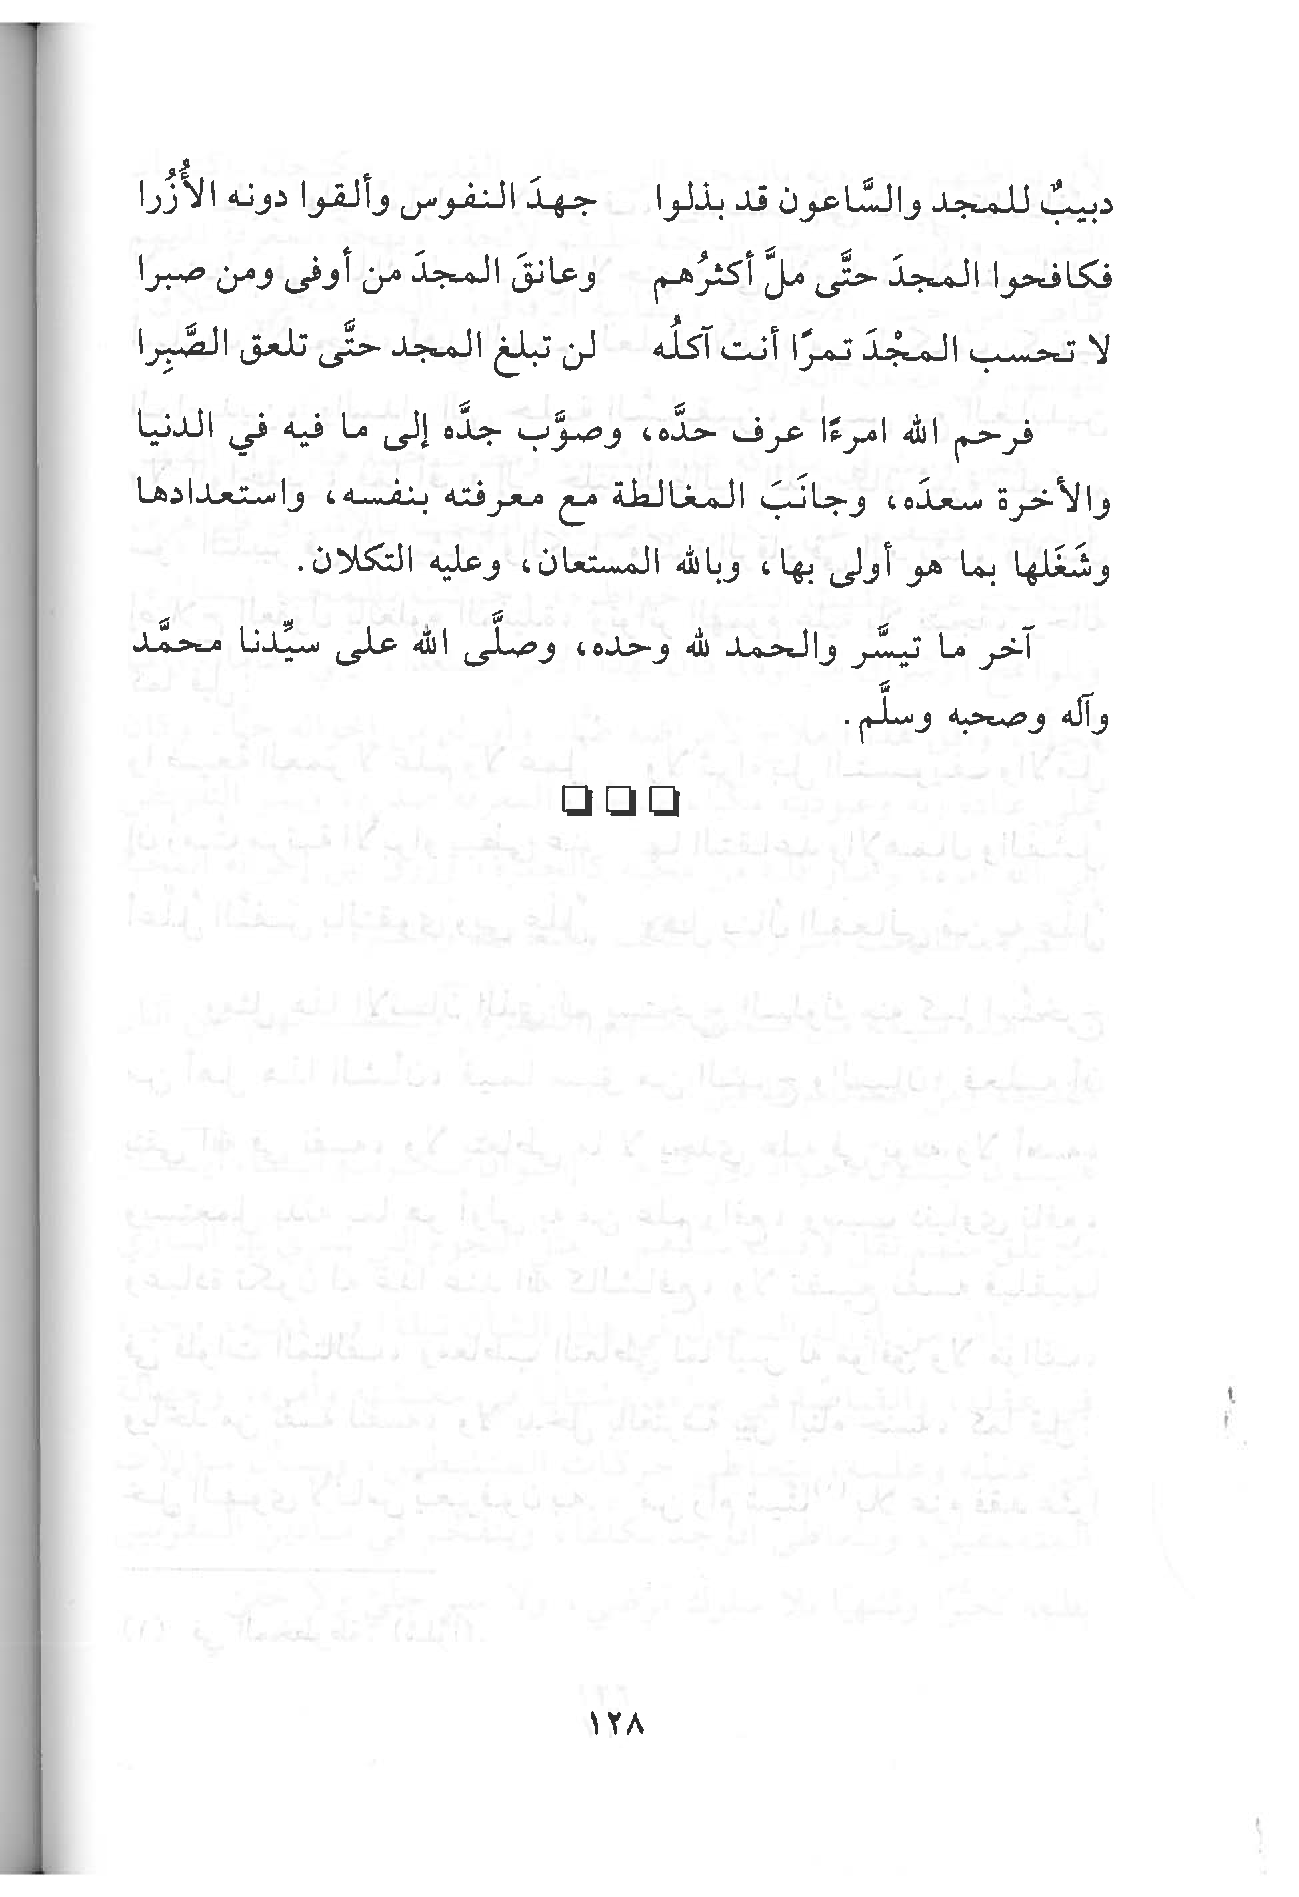 دبيبٌ للمجد والسَّاعون قد بذلوا جهدَ النفوس وألقوا دونه الأُزُرا
فكافحوا المجدَ حتَّى ملَّ أكثرُهم وعانقَ المجدَ من أوفى ومن صبرا
لا تحسب المجْدَ تمرًا أنت آكلُه لن تبلغ المجد حتَّى تلعق الصَّبِرا
فرحم الله امرءًا عرف حدَّه، وصوَّب جدَّه إلى ما فيه في الدنيا
والأخرة سعدَه، وجانَبَ المغالطة مع معرفته بنفسه، واستعدادها
وشَغَلها بما هو أولى بها، وبالله المستعان، وعليه التكلان.
آخر ما تيسَّر والحمد لله وحده، وصلَّى الله على سيِّدنا محمَّد
وآله وصحبه وسلَّم.
١٢٨